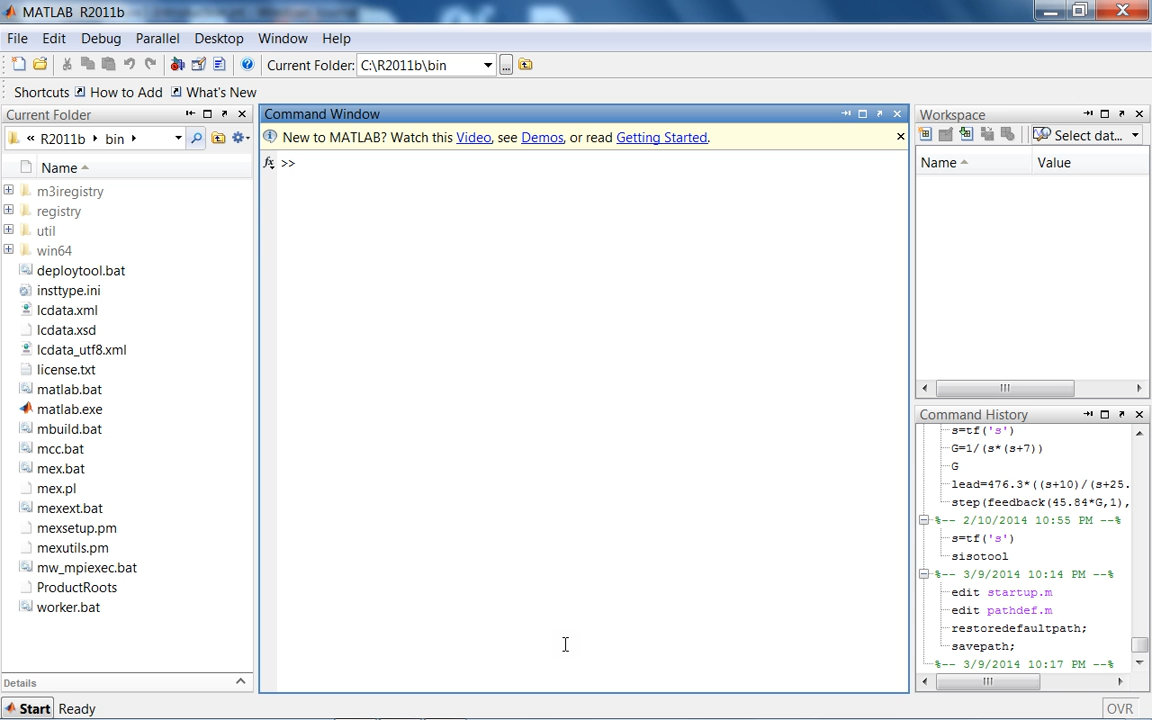 MATLAB R2011b
File Edit Debug Parallel Desktop Window Help
Current Folder: C:\R2011b\bin ...
Shortcuts How to Add What's New
Current Folder
« R2011b bin
Name
m3iregistry
registry
util
win64
deploytool.bat
insttype.ini
lcdata.xml
lcdata.xsd
lcdata_utf8.xml
license.txt
matlab.bat
matlab.exe
mbuild.bat
mcc.bat
mex.bat
mex.pl
mexext.bat
mexsetup.pm
mexutils.pm
mw_mpiexec.bat
ProductRoots
worker.bat
Details
Command Window
New to MATLAB? Watch this Video, see Demos, or read Getting Started.
fx >>
Workspace
Select dat...
Name Value
Command History
s=tf('s')
G=1/(s*(s+7))
G
lead=476.3*((s+10)/(s+25.
step(feedback(45.84*G,1),
%-- 2/10/2014 10:55 PM --%
s=tf('s')
sisotool
%-- 3/9/2014 10:14 PM --%
edit startup.m
edit pathdef.m
restoredefaultpath;
savepath;
%-- 3/9/2014 10:17 PM --%
Start Ready
OVR